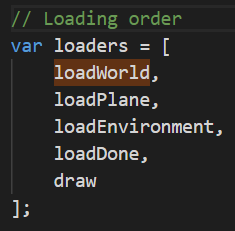 // Loading order
var loaders = [
    loadWorld,
    loadPlane,
    loadEnvironment,
    loadDone,
    draw
];